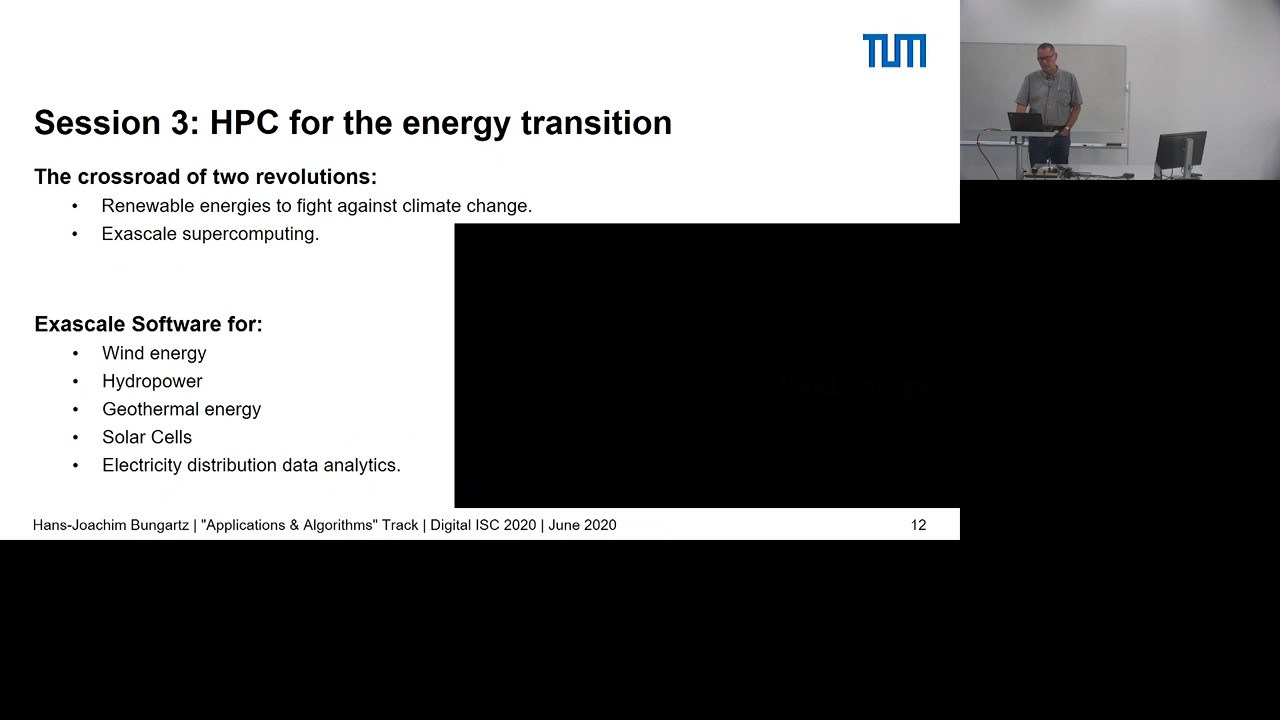 TUM
Session 3: HPC for the energy transition
The crossroad of two revolutions:
• Renewable energies to fight against climate change.
• Exascale supercomputing.
Exascale Software for:
• Wind energy
• Hydropower
• Geothermal energy
• Solar Cells
• Electricity distribution data analytics.
Wind Energy
Hans-Joachim Bungartz | "Applications & Algorithms" Track | Digital ISC 2020 | June 2020
12